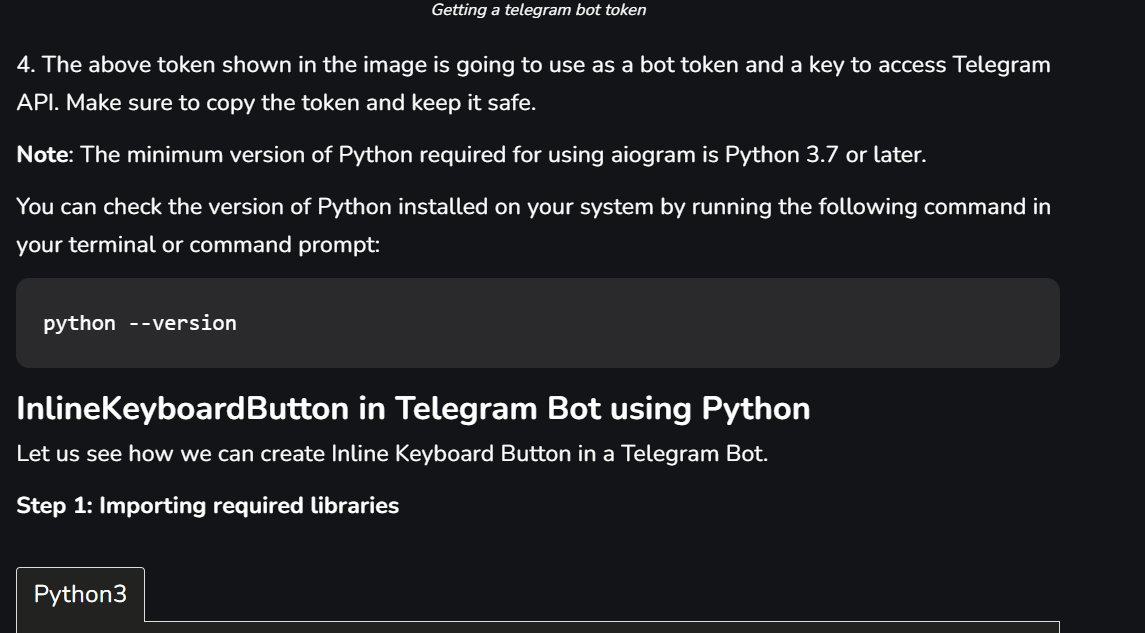 Getting a telegram bot token
4. The above token shown in the image is going to use as a bot token and a key to access Telegram
API. Make sure to copy the token and keep it safe.
Note: The minimum version of Python required for using aiogram is Python 3.7 or later.
You can check the version of Python installed on your system by running the following command in
your terminal or command prompt:
python --version
InlineKeyboardButton in Telegram Bot using Python
Let us see how we can create Inline Keyboard Button in a Telegram Bot.
Step 1: Importing required libraries
Python3